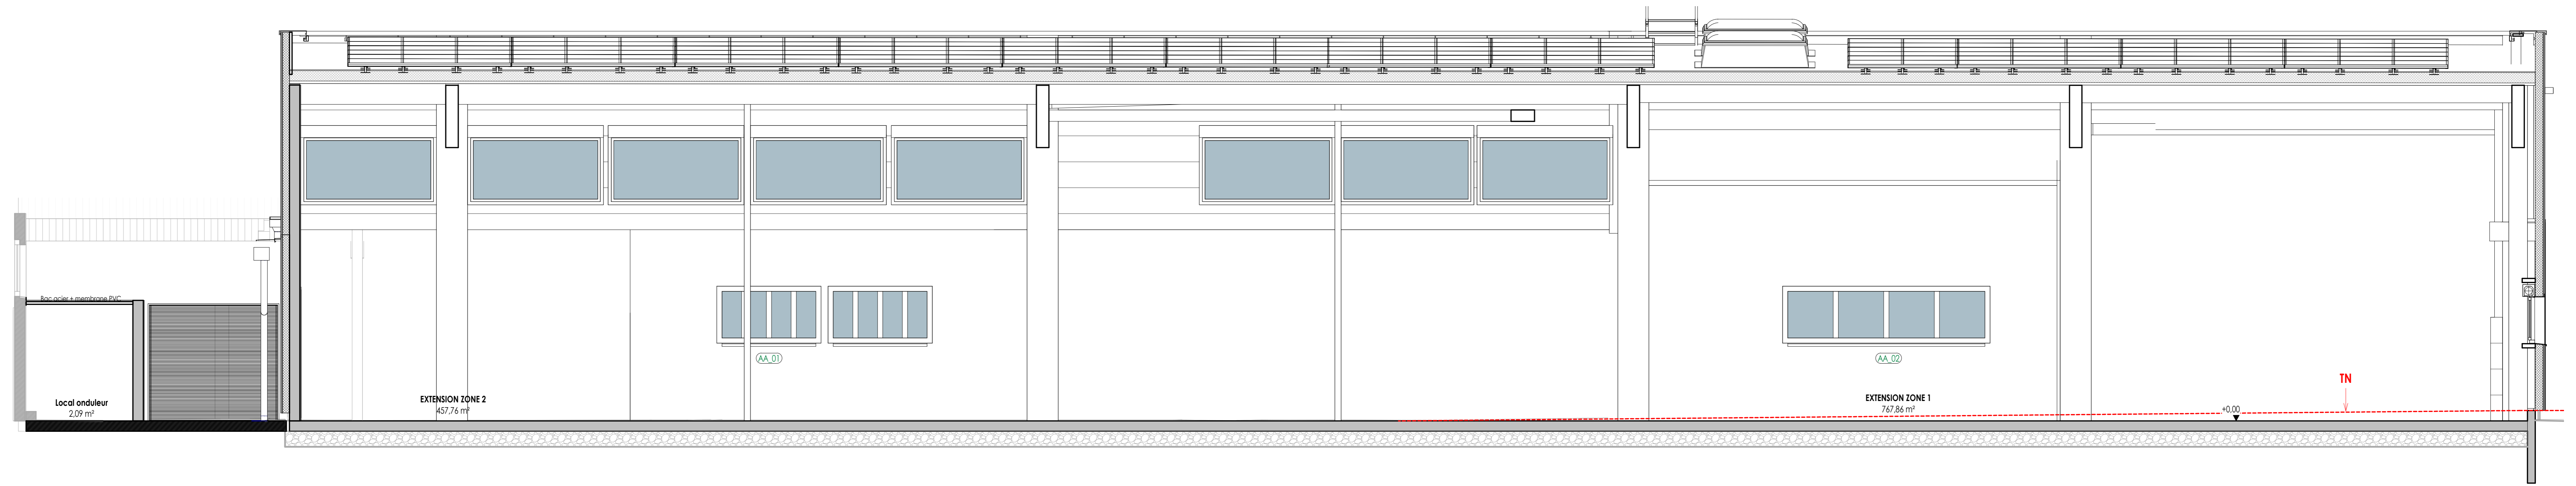 Bac acier + membrane PVC
Local onduleur
2,09 m²
EXTENSION ZONE 2
457,76 m²
AA_01
AA_02
EXTENSION ZONE 1
767,86 m²
TN
+0,00